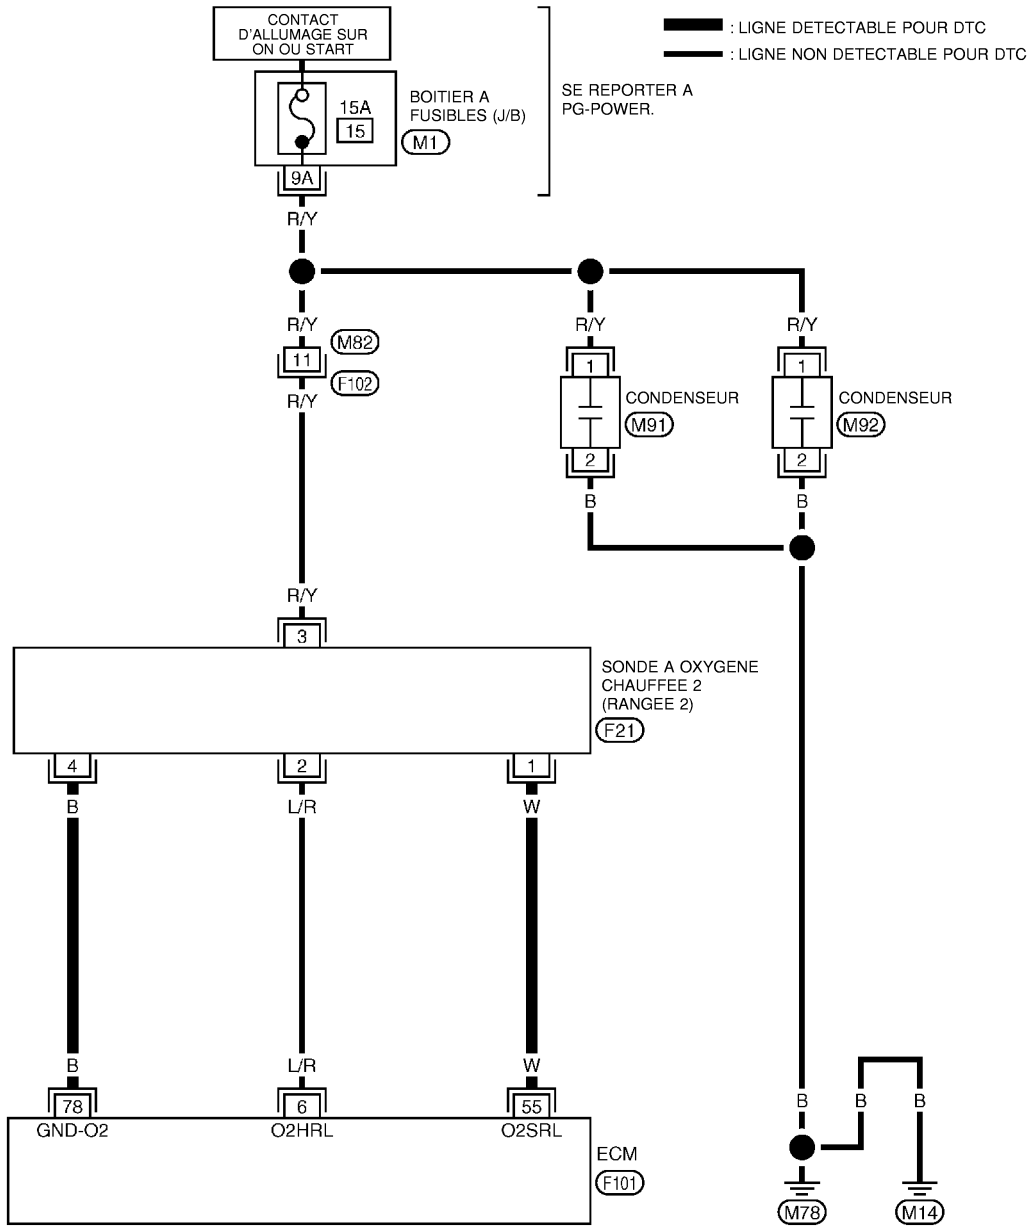 CONTACT
D'ALLUMAGE SUR
ON OU START
: LIGNE DETECTABLE POUR DTC
: LIGNE NON DETECTABLE POUR DTC
15A
15
BOITIER A
FUSIBLES (J/B)
M1
SE REPORTER A
PG-POWER.
9A
R/Y
R/Y
R/Y
R/Y
M82
11
F102
R/Y
1
1
CONDENSEUR
M91
CONDENSEUR
M92
2
2
B
B
R/Y
3
SONDE A OXYGENE
CHAUFFEE 2
(RANGEE 2)
F21
4
2
1
B
L/R
W
B
L/R
W
78
6
55
GND-O2
O2HRL
O2SRL
ECM
F101
B
B
B
M78
M14